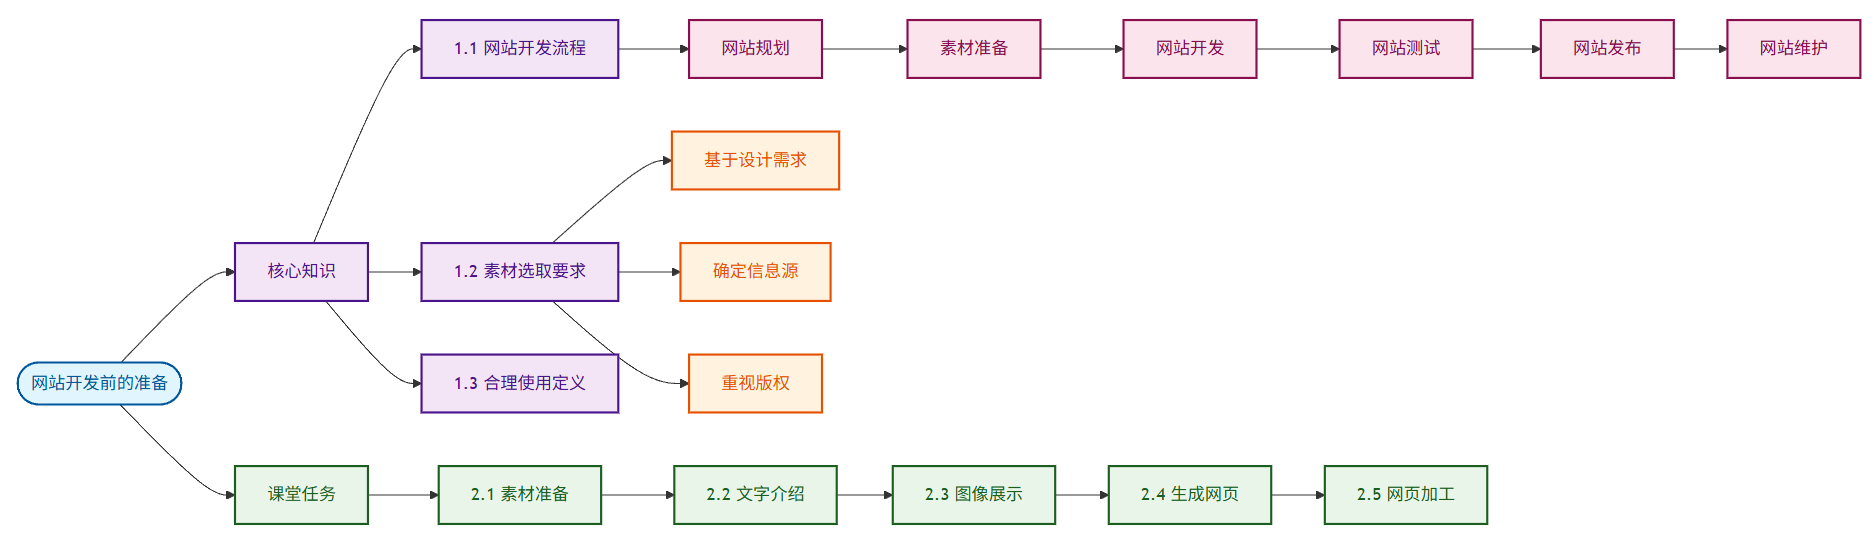 网站开发前的准备
核心知识
1.1 网站开发流程
网站规划
素材准备
网站开发
网站测试
网站发布
网站维护
1.2 素材选取要求
基于设计需求
确定信息源
重视版权
1.3 合理使用定义
课堂任务
2.1 素材准备
2.2 文字介绍
2.3 图像展示
2.4 生成网页
2.5 网页加工